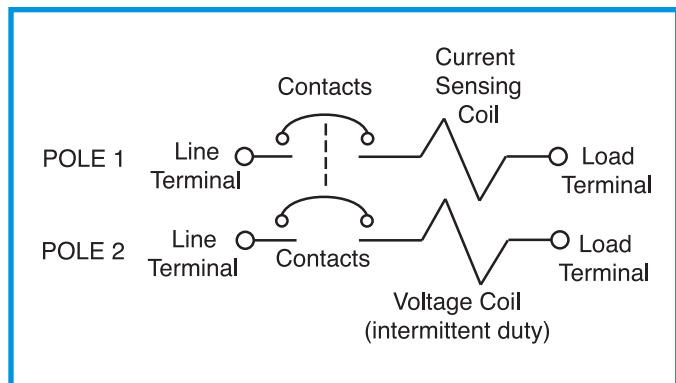 Current
Sensing
Coil
Contacts
POLE 1
Line
Terminal
Load
Terminal
POLE 2
Line
Terminal
Contacts
Load
Terminal
Voltage Coil
(intermittent duty)